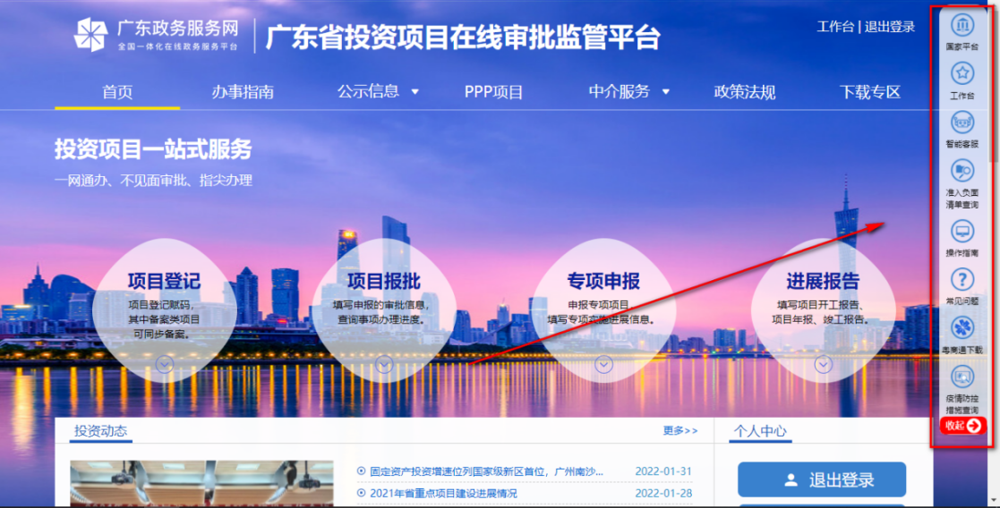 广东政务服务网
全国一体化在线政务服务平台
广东省投资项目在线审批监管平台
工作台 | 退出登录
首页 办事指南 公示信息 PPP项目 中介服务 政策法规 下载专区
投资项目一站式服务
一网通办、不见面审批、指尖办理
项目登记
项目登记赋码，
其中备案类项目
可同步备案。
项目报批
填写申报的审批信息，
查询事项办理进度。
专项申报
申报专项项目，
填写专项实施进展信息。
进展报告
填写项目开工报告、
项目年报、竣工报告。
国家平台
工作台
智能客服
准入负面
清单查询
操作指南
常见问题
粤商通下载
疫情防控
措施查询
收起
投资动态
更多>>
固定资产投资增速位列国家级新区首位，广州南沙... 2022-01-31
2021年省重点项目建设进展情况 2022-01-28
个人中心
退出登录